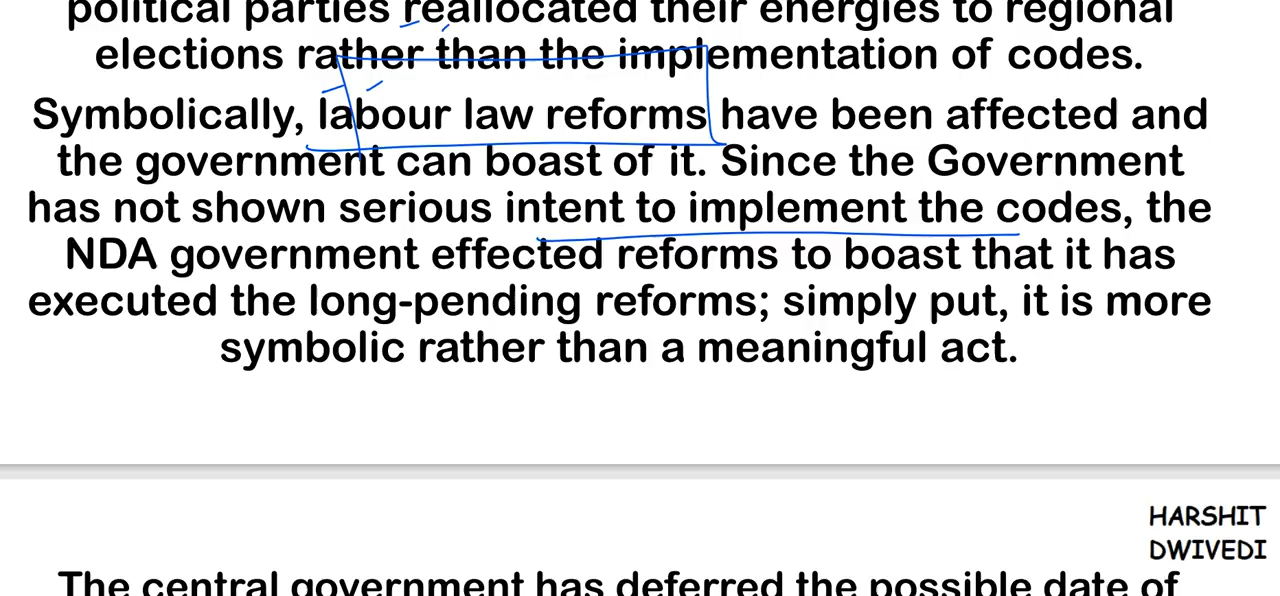 political parties reallocated their energies to regional
elections rather than the implementation of codes.
Symbolically, labour law reforms have been affected and
the government can boast of it. Since the Government
has not shown serious intent to implement the codes, the
NDA government effected reforms to boast that it has
executed the long-pending reforms; simply put, it is more
symbolic rather than a meaningful act.
HARSHIT
DWIVEDI
The central government has deferred the possible date of